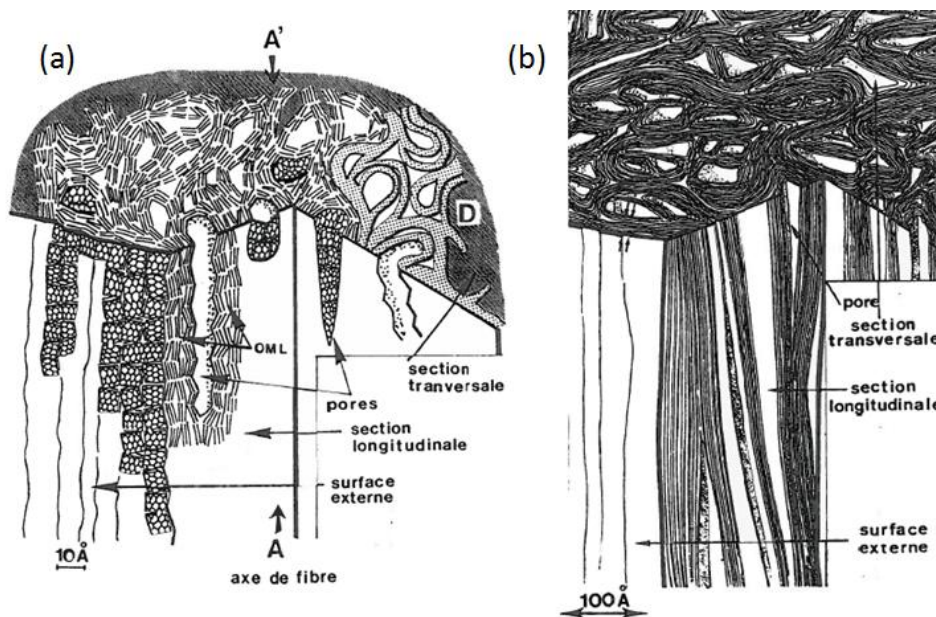 (a)
A'
D
OML
section
tranversale
pores
section
longitudinale
surface
externe
10Å
A
axe de fibre
(b)
pore
section
transversale
section
longitudinale
surface
externe
100Å